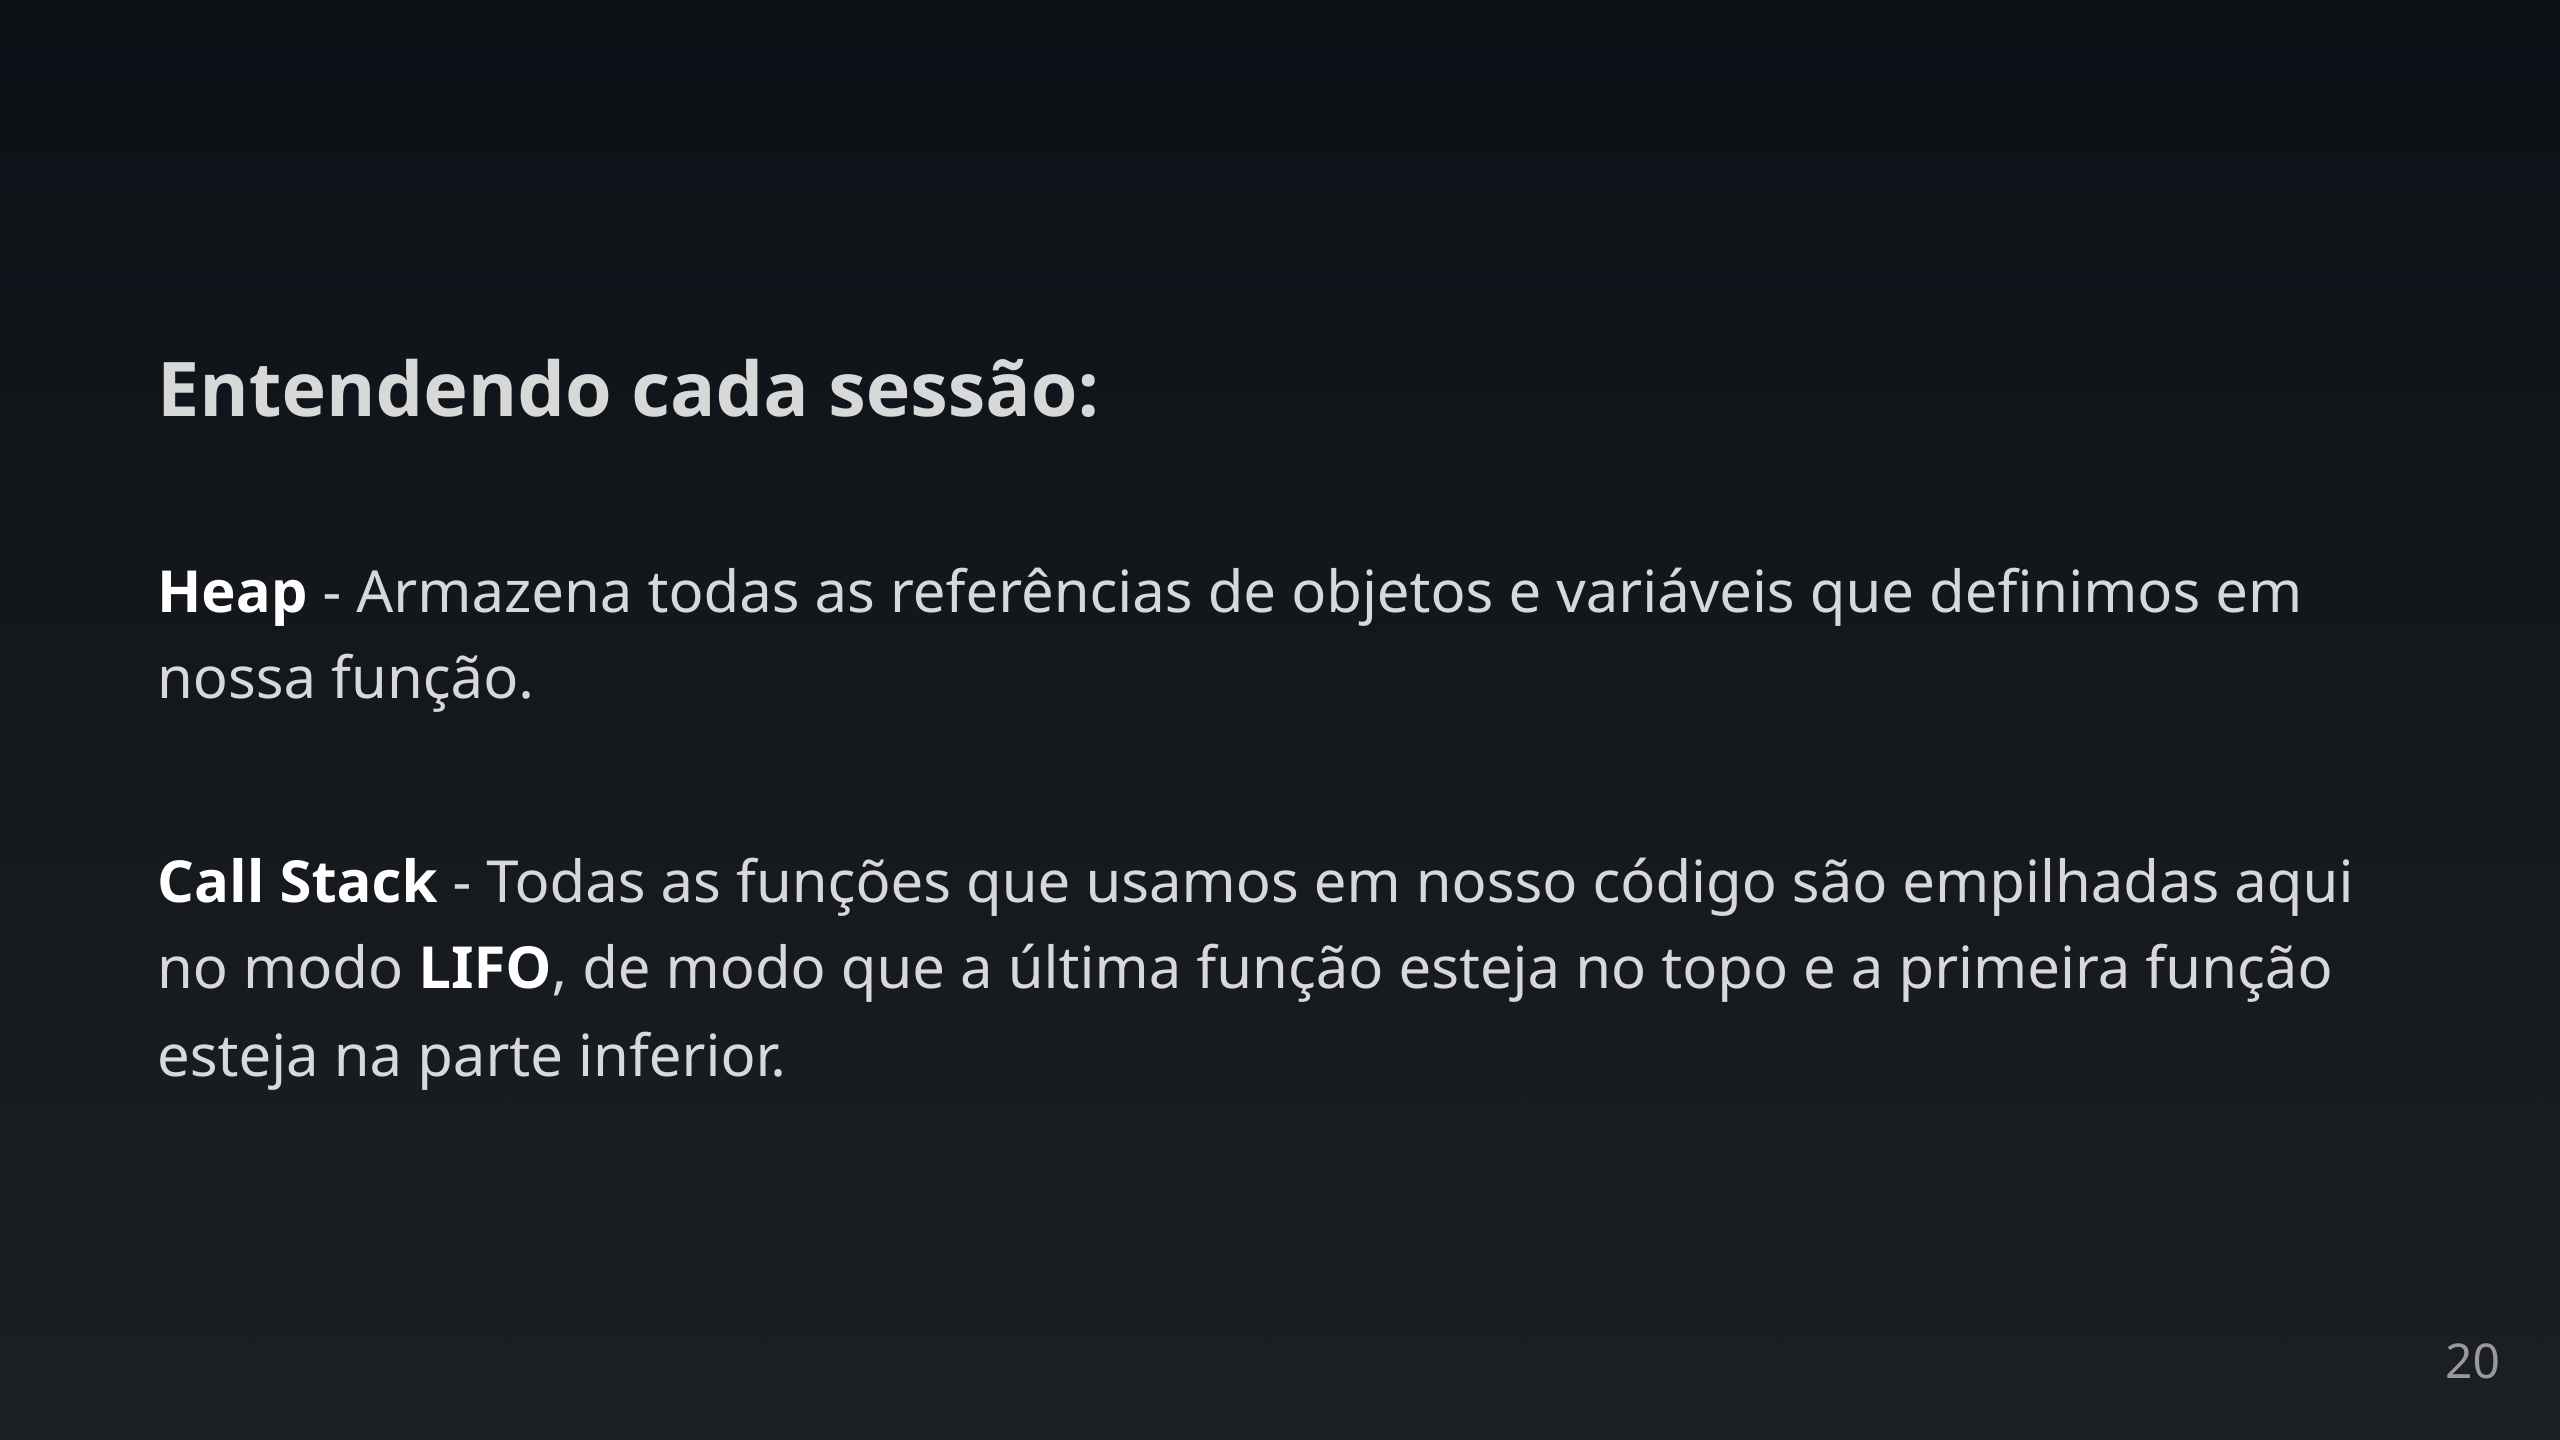 Entendendo cada sessão:
Heap - Armazena todas as referências de objetos e variáveis que definimos em
nossa função.
Call Stack - Todas as funções que usamos em nosso código são empilhadas aqui
no modo LIFO, de modo que a última função esteja no topo e a primeira função
esteja na parte inferior.
20